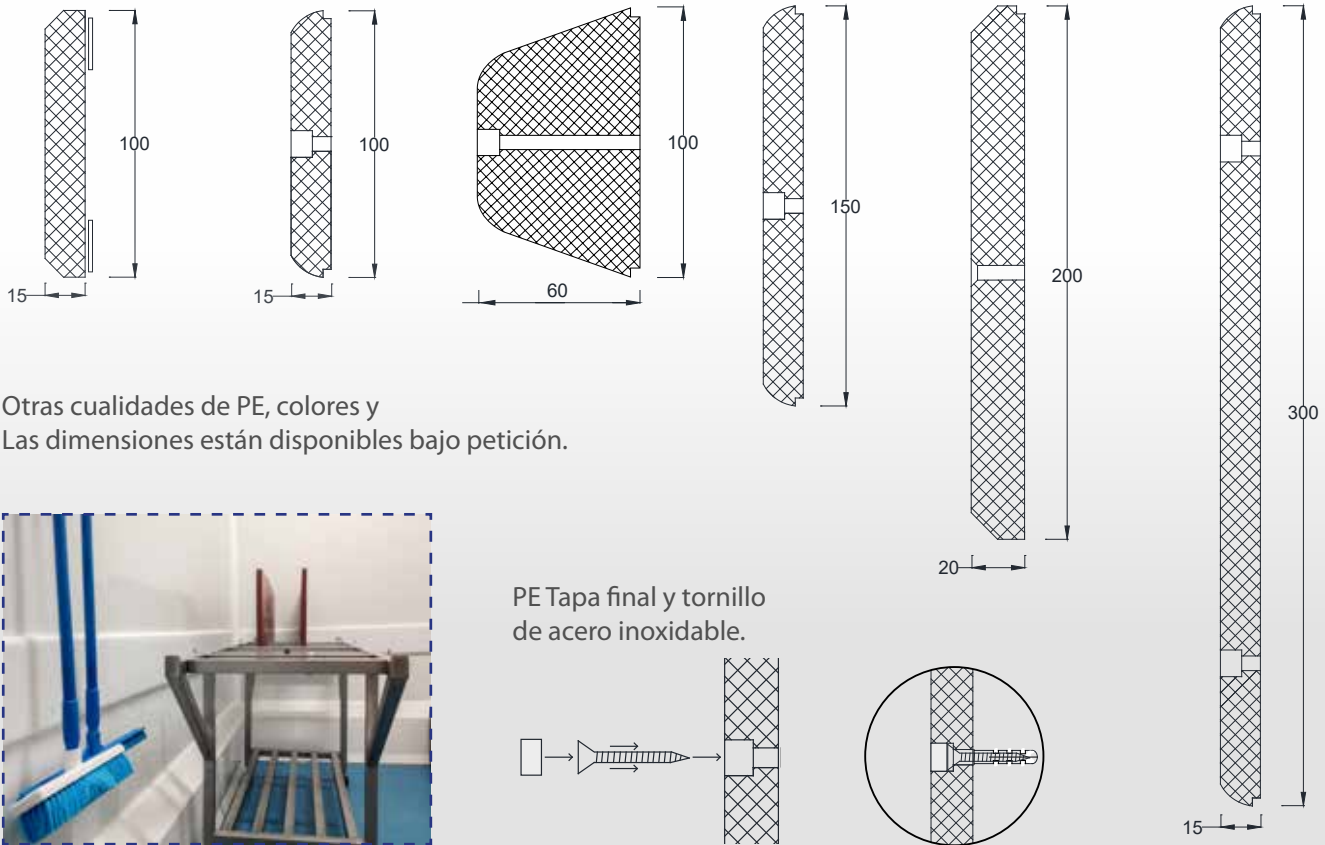 100
15
100
15
100
60
150
200
20
300
15
Otras cualidades de PE, colores y
Las dimensiones están disponibles bajo petición.
PE Tapa final y tornillo
de acero inoxidable.